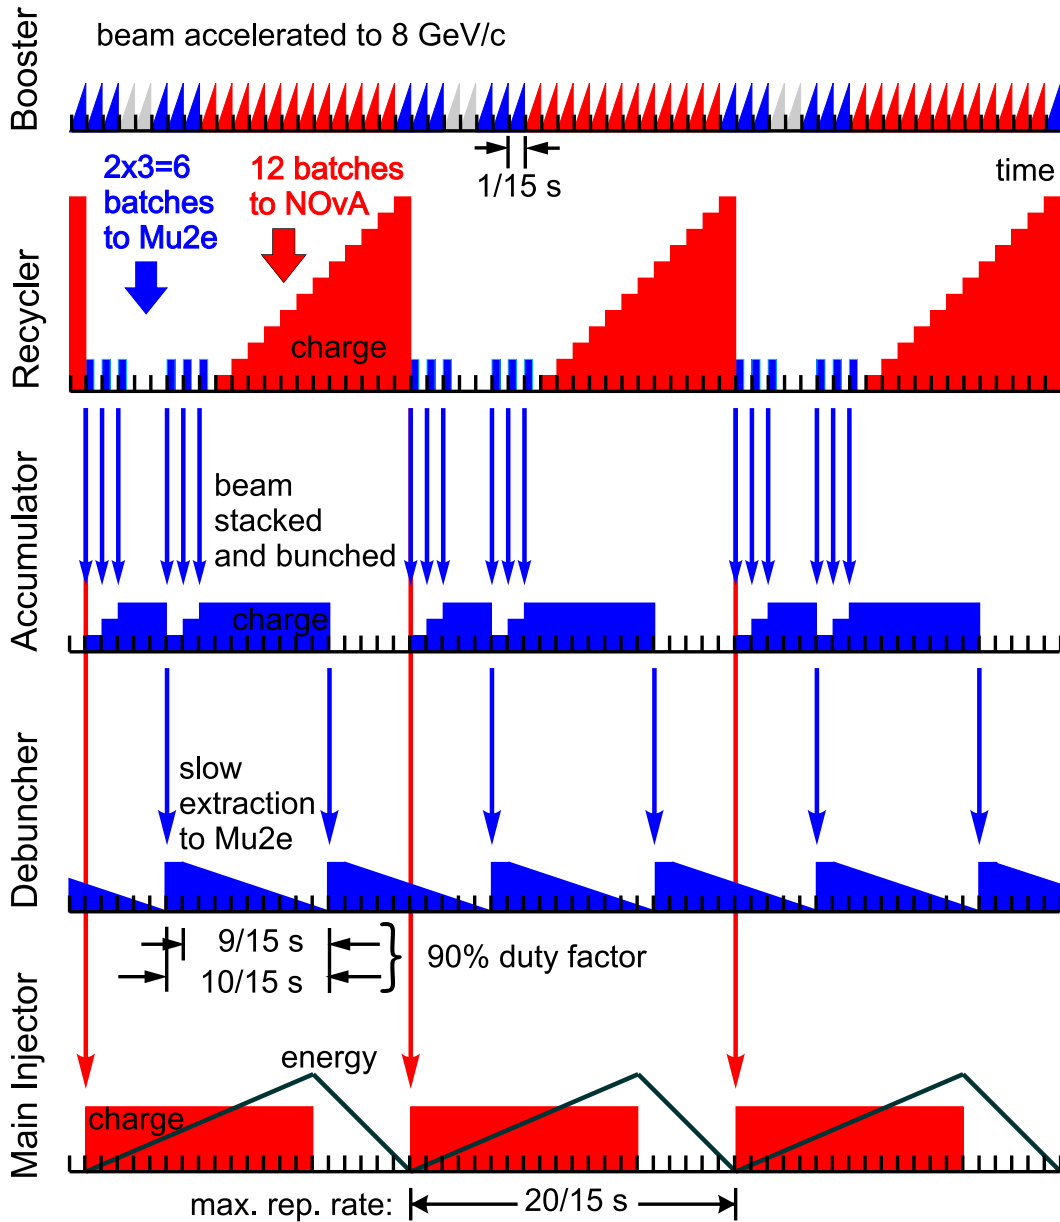 Booster
beam accelerated to 8 GeV/c
1/15 s
time
Recycler
2x3=6
batches
to Mu2e
12 batches
to NOvA
charge
Accumulator
beam
stacked
and bunched
charge
Debuncher
slow
extraction
to Mu2e
9/15 s
10/15 s
90% duty factor
Main Injector
energy
charge
max. rep. rate:
20/15 s